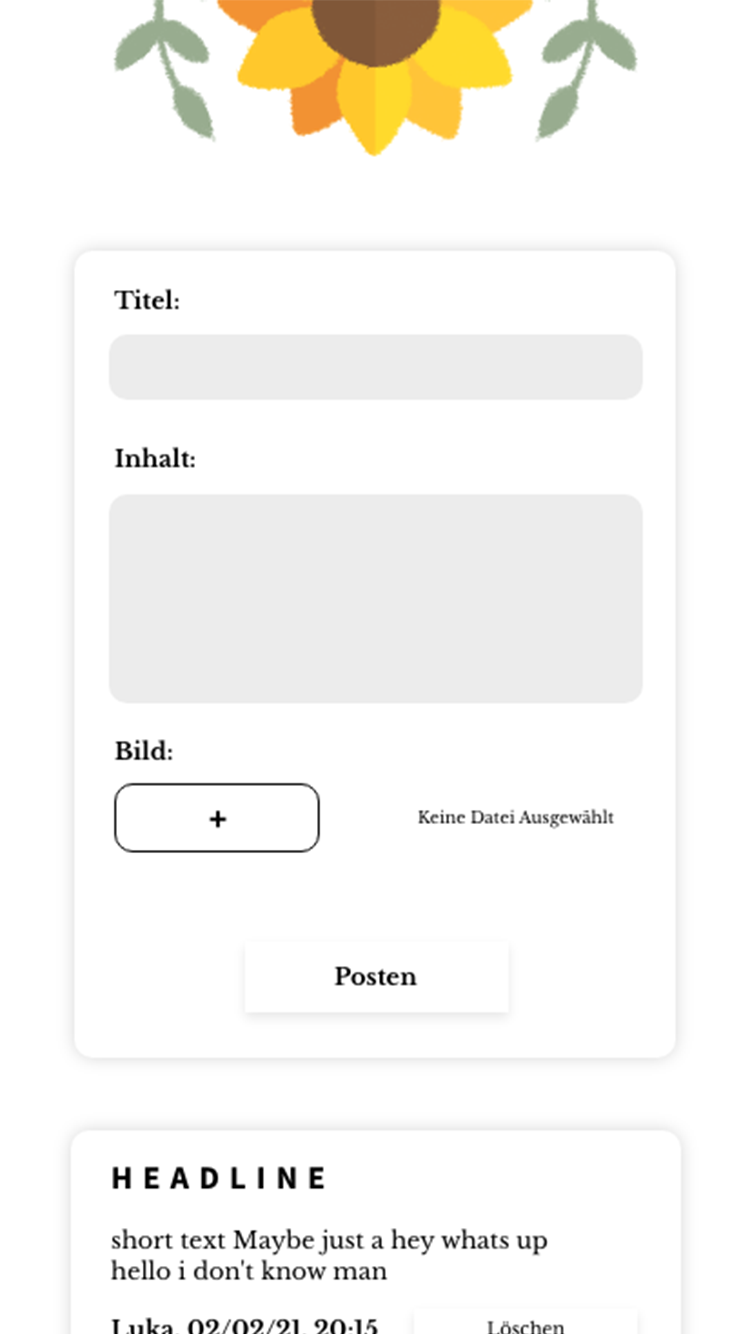 Titel:
Inhalt:
Bild:
+
Keine Datei Ausgewählt
Posten
HEADLINE
short text Maybe just a hey whats up
hello i don't know man
Luka, 02/02/21, 20:15
Löschen